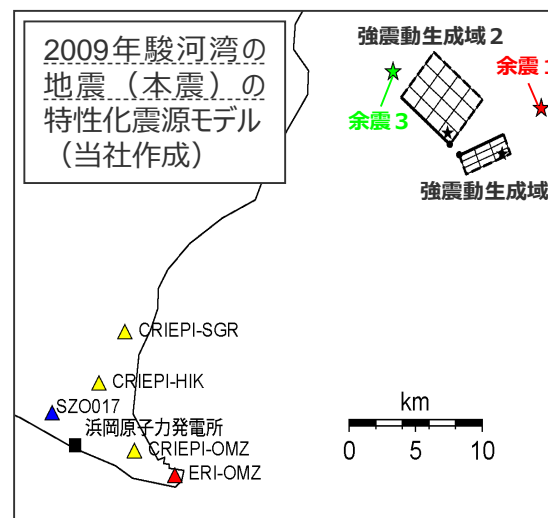 2009年駿河湾の
地震（本震）の
特性化震源モデル
（当社作成）
強震動生成域２
余震１
余震３
強震動生成域
CRIEPI-SGR
CRIEPI-HIK
SZO017
浜岡原子力発電所
CRIEPI-OMZ
ERI-OMZ
km
0 5 10